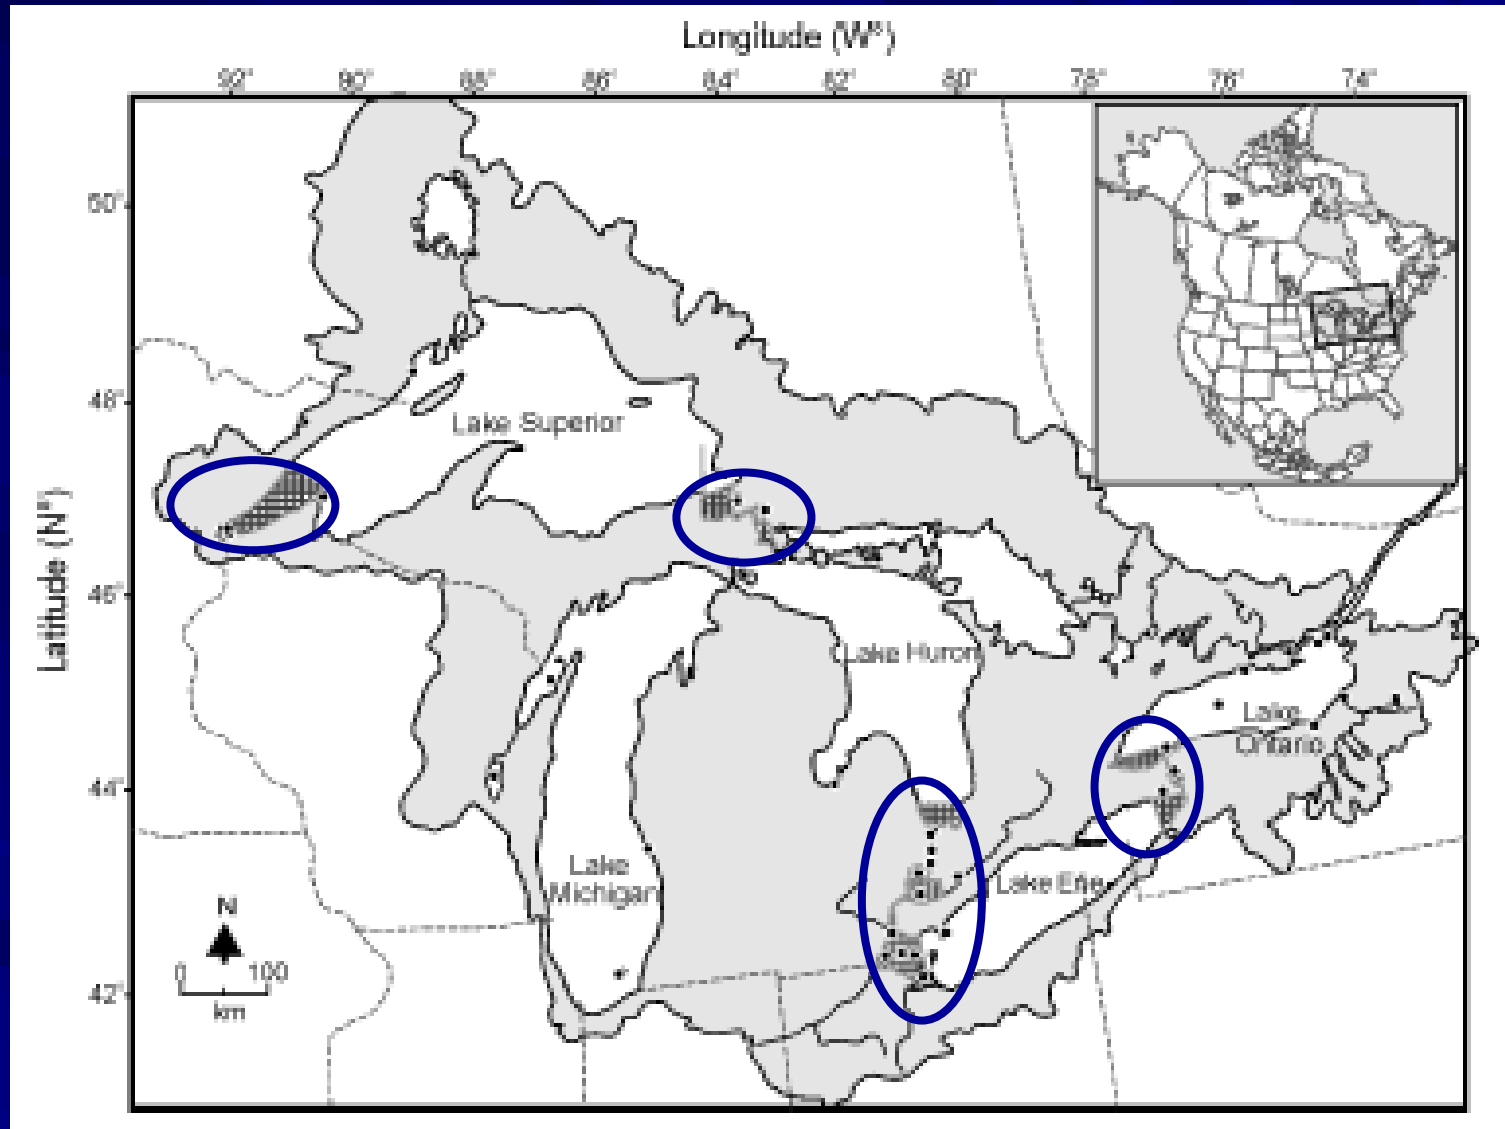 Longitude (W°)
92° 90° 88° 86° 84° 82° 80° 78° 76° 74°
50°
48°
46°
44°
42°
Latitude (N°)
Lake Superior
Lake Huron
Lake
Ontario
Lake
Michigan
Lake Erie
N
0 100
km